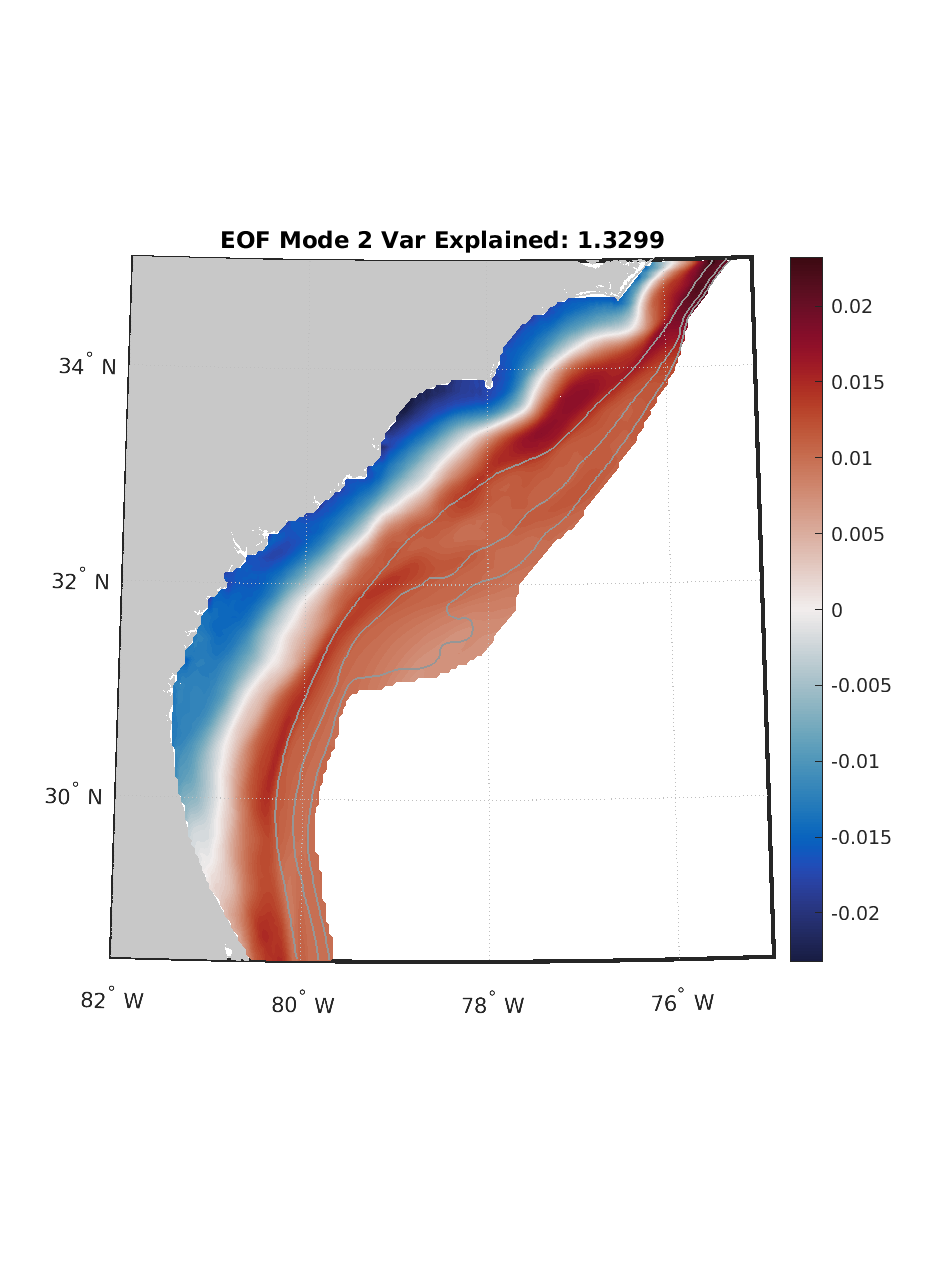 EOF Mode 2 Var Explained: 1.3299
34° N
32° N
30° N
82° W
80° W
78° W
76° W
0.02
0.015
0.01
0.005
0
-0.005
-0.01
-0.015
-0.02